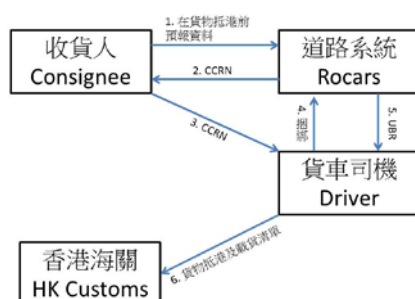 1. 在貨物抵港前
預報資料
收貨人
Consignee
道路系統
Rocars
2. CCRN
3. CCRN
4.
5. UBR
貨車司機
Driver
6. 貨物抵港及載貨清單
香港海關
HK Customs